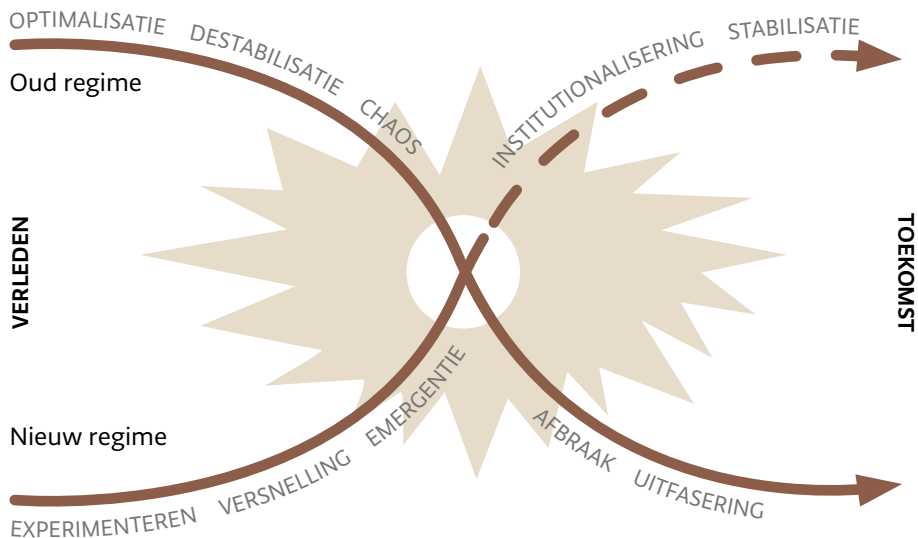 OPTIMALISATIE DESTABILISATIE CHAOS
INSTITUTIONALISERING STABILISATIE
Oud regime
VERLEDEN
TOEKOMST
Nieuw regime
EXPERIMENTEREN VERSNELLING EMERGENTIE
AFBRAAK UITFASERING